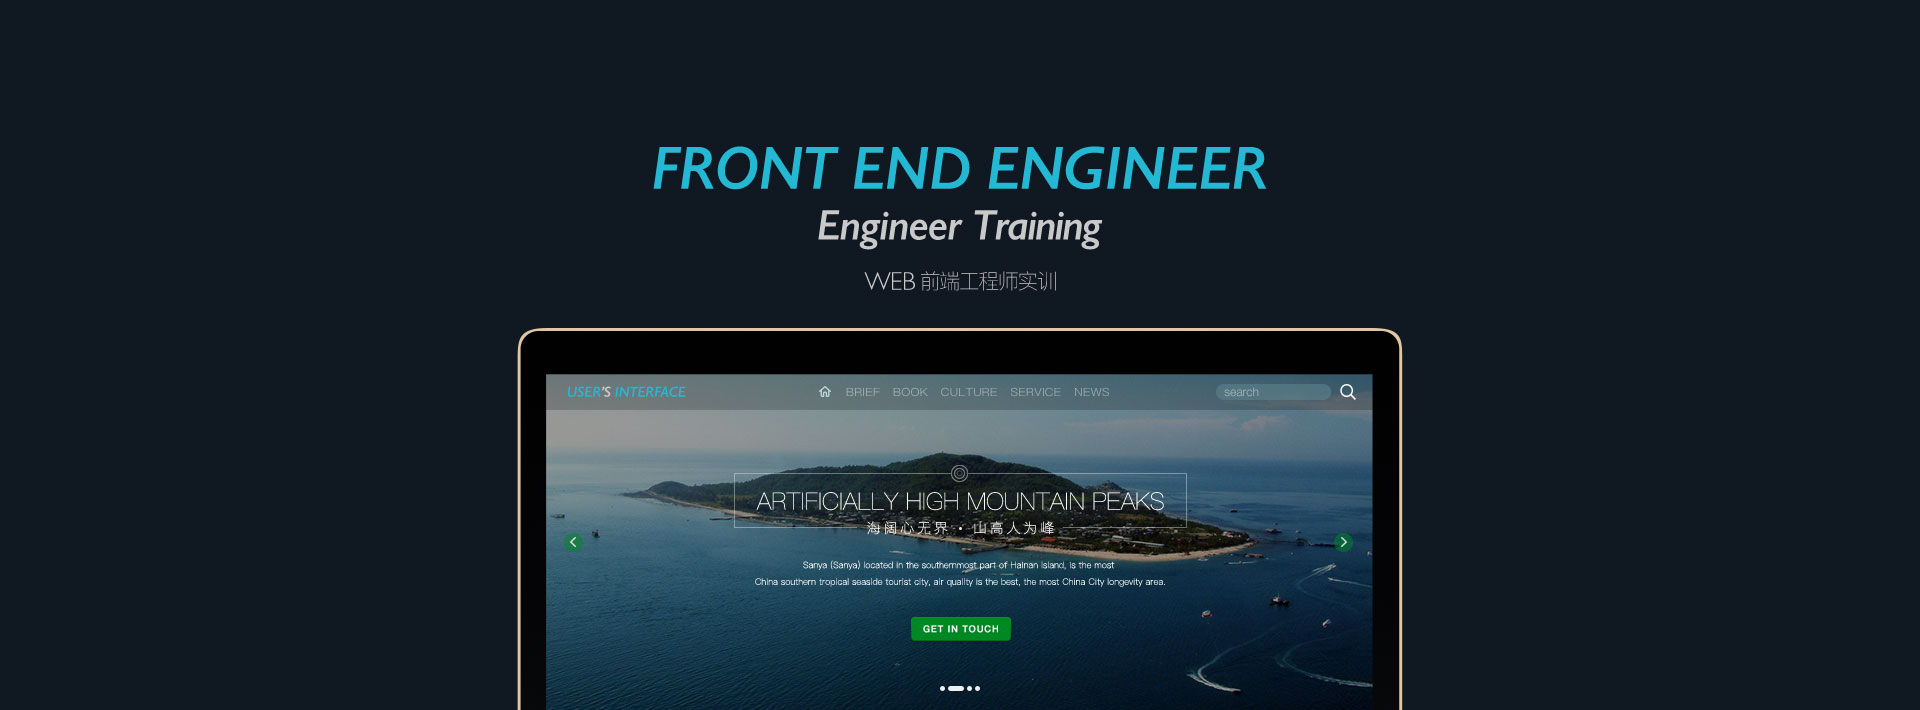 FRONT END ENGINEER
Engineer Training
WEB 前端工程师实训
USER'S INTERFACE
BRIEF BOOK CULTURE SERVICE NEWS
search
ARTIFICIALLY HIGH MOUNTAIN PEAKS
海阔心无界 · 山高人为峰
Sanya (Sanya) located in the southernmost part of Hainan island, is the most
China southern tropical seaside tourist city, air quality is the best, the most China City longevity area.
GET IN TOUCH